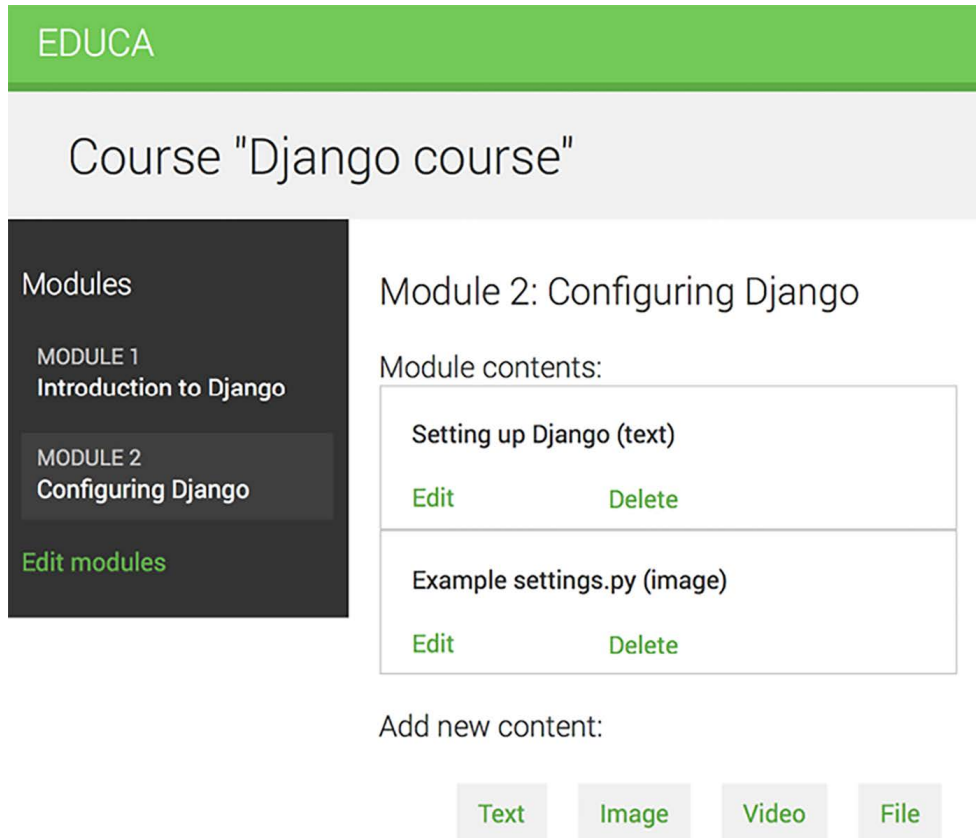 EDUCA
Course "Django course"
Modules
MODULE 1
Introduction to Django
MODULE 2
Configuring Django
Edit modules
Module 2: Configuring Django
Module contents:
Setting up Django (text)
Edit Delete
Example settings.py (image)
Edit Delete
Add new content:
Text Image Video File